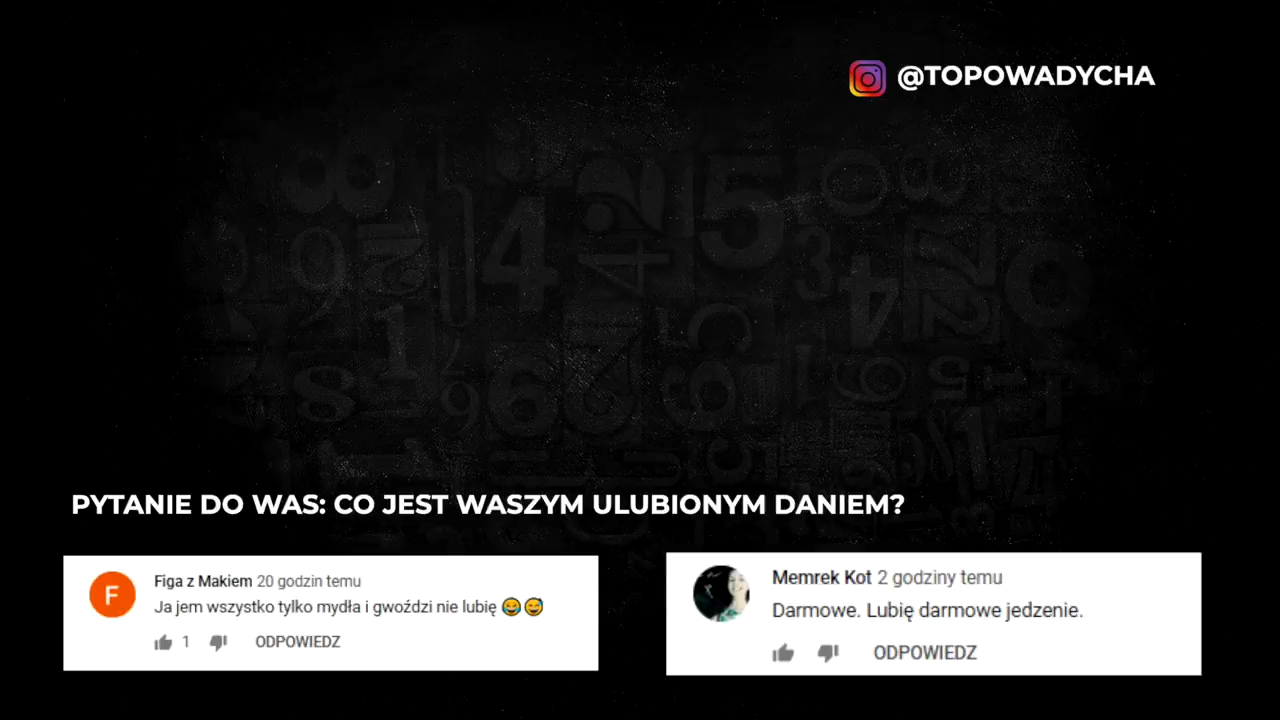 @TOPOWADYCHA
PYTANIE DO WAS: CO JEST WASZYM ULUBIONYM DANIEM?
F
Figa z Makiem 20 godzin temu
Ja jem wszystko tylko mydła i gwoździ nie lubię 😂😅
1 ODPOWIEDZ
Memrek Kot 2 godziny temu
Darmowe. Lubię darmowe jedzenie.
ODPOWIEDZ